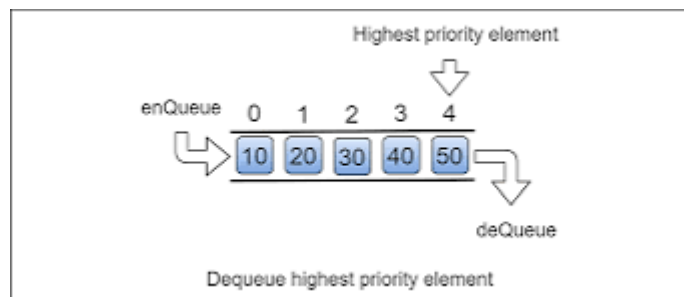 Highest priority element
enQueue 0 1 2 3 4
10 20 30 40 50
deQueue
Dequeue highest priority element